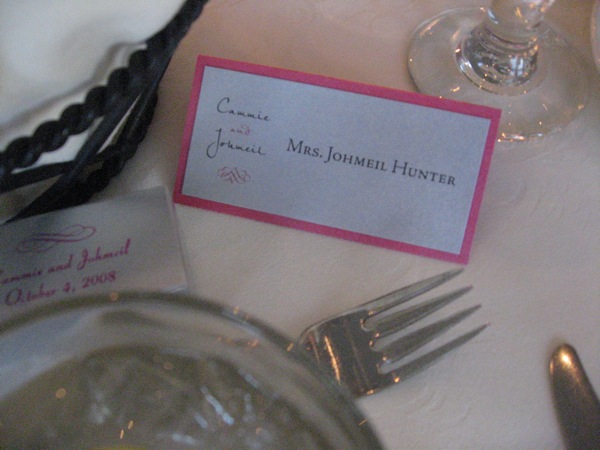 Cammie
and
Johmeil
Mrs. Johmeil Hunter
Cammie and Johmeil
October 4, 2008